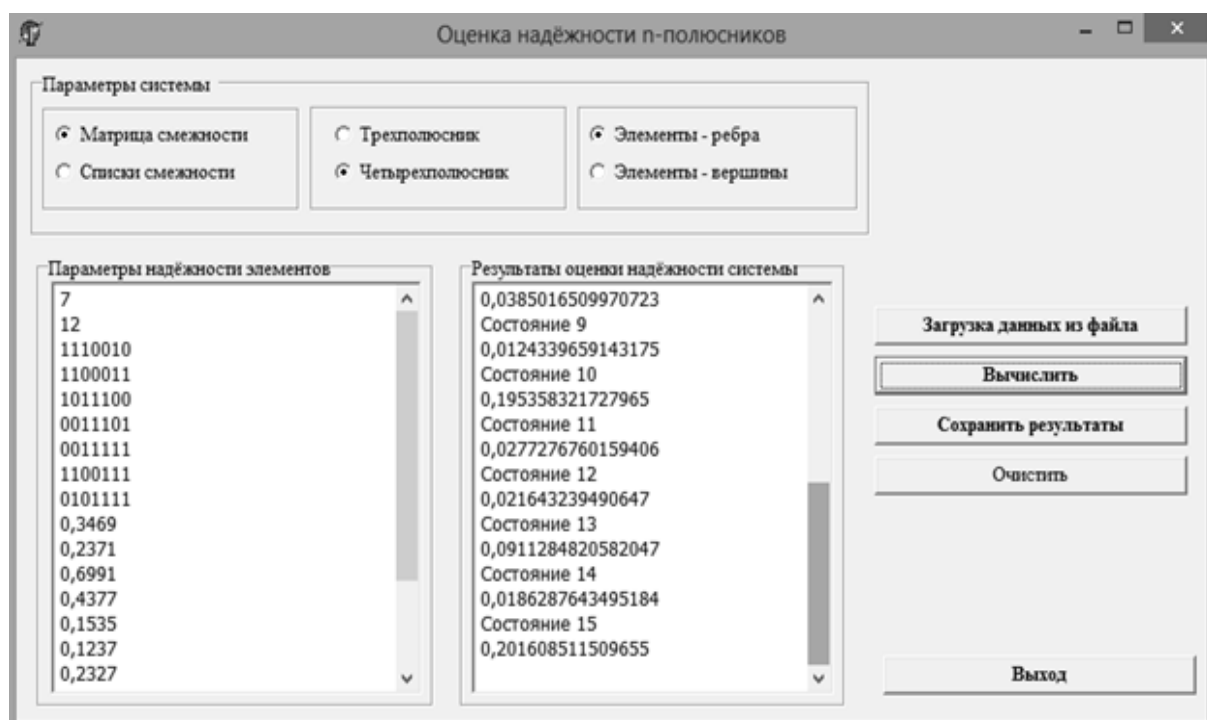 Оценка надёжности n-полюсников
Параметры системы
Матрица смежности
Списки смежности
Трехполюсник
Четырехполюсник
Элементы - ребра
Элементы - вершины
Параметры надёжности элементов
7
12
1110010
1100011
1011100
0011101
0011111
1100111
0101111
0,3469
0,2371
0,6991
0,4377
0,1535
0,1237
0,2327
Результаты оценки надёжности системы
0,0385016509970723
Состояние 9
0,0124339659143175
Состояние 10
0,195358321727965
Состояние 11
0,0277276760159406
Состояние 12
0,021643239490647
Состояние 13
0,0911284820582047
Состояние 14
0,0186287643495184
Состояние 15
0,201608511509655
Загрузка данных из файла
Вычислить
Сохранить результаты
Очистить
Выход